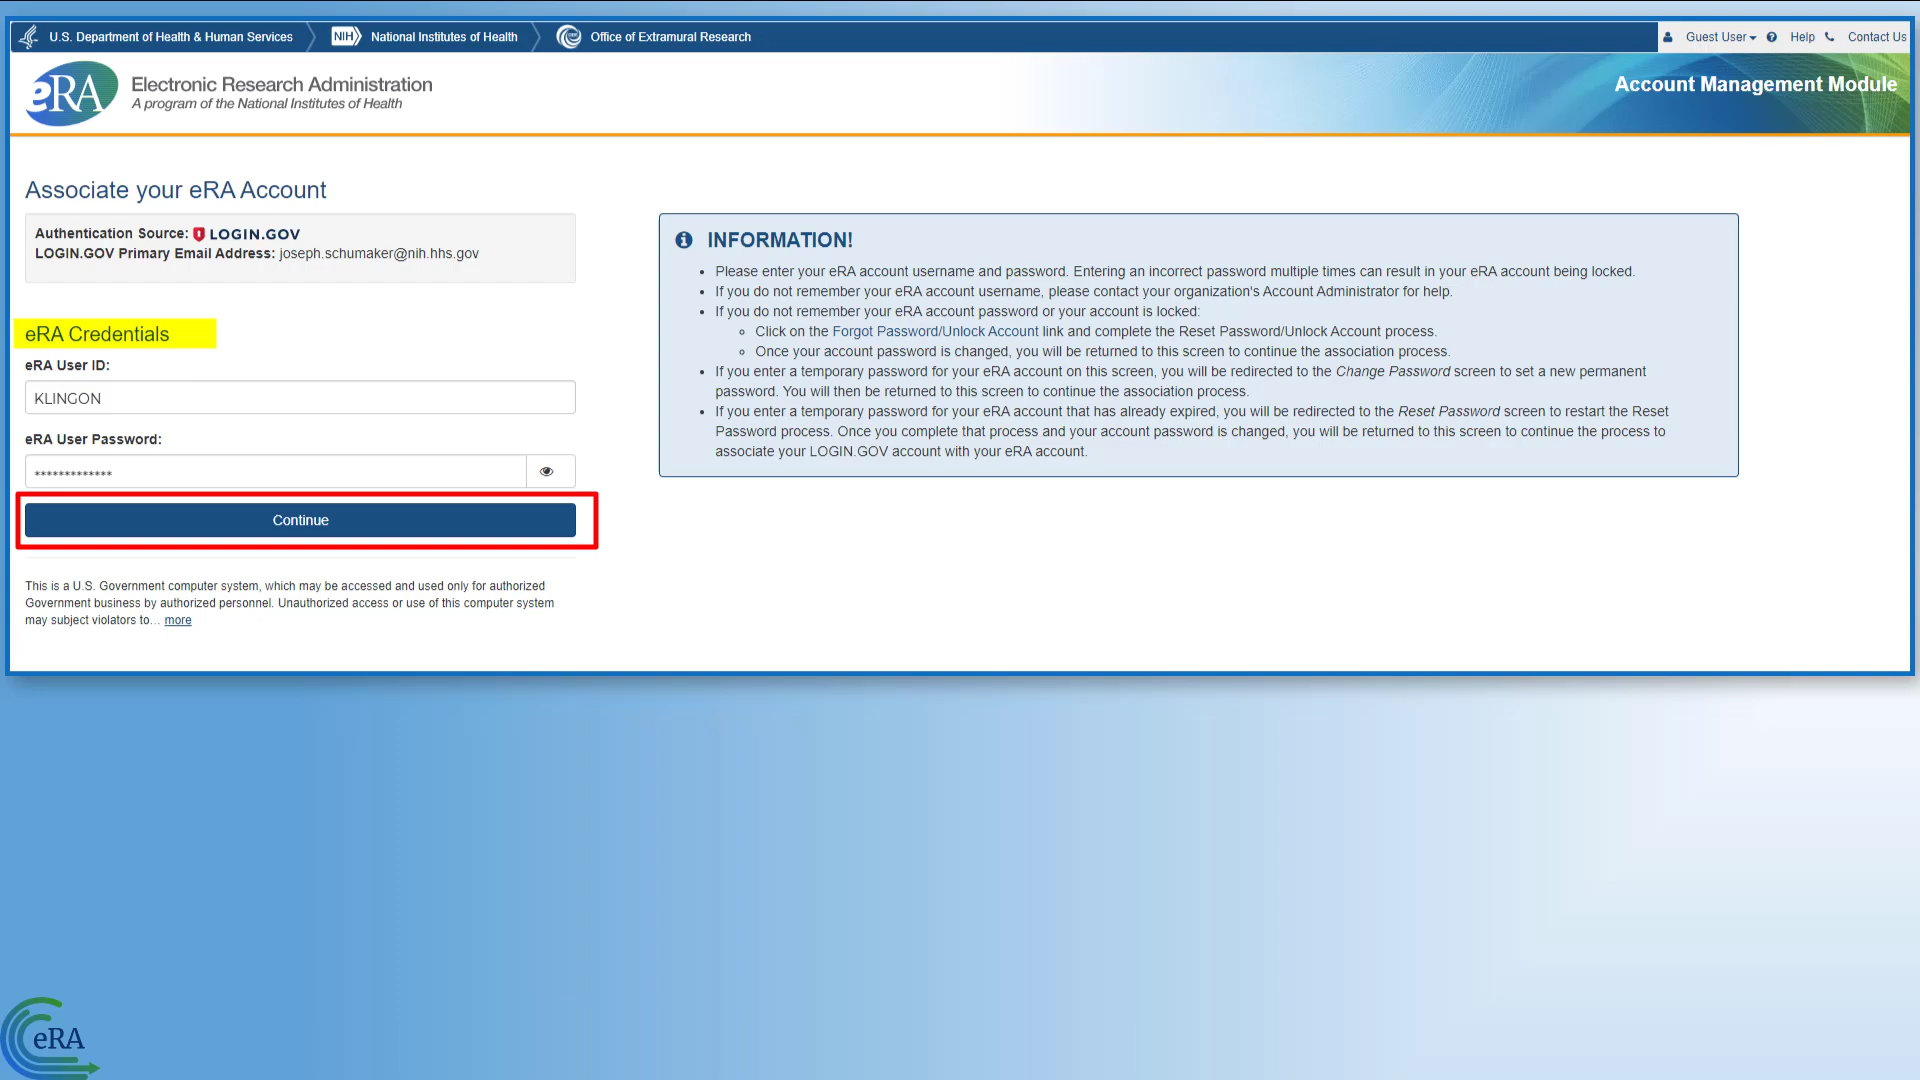 U.S. Department of Health & Human Services
NIH
National Institutes of Health
Office of Extramural Research
Guest User
Help
Contact Us
eRA
Electronic Research Administration
A program of the National Institutes of Health
Account Management Module
Associate your eRA Account
Authentication Source: LOGIN.GOV
LOGIN.GOV Primary Email Address: joseph.schumaker@nih.hhs.gov
eRA Credentials
eRA User ID:
KLINGON
eRA User Password:
*************
Continue
This is a U.S. Government computer system, which may be accessed and used only for authorized
Government business by authorized personnel. Unauthorized access or use of this computer system
may subject violators to... more
INFORMATION!
• Please enter your eRA account username and password. Entering an incorrect password multiple times can result in your eRA account being locked.
• If you do not remember your eRA account username, please contact your organization's Account Administrator for help.
• If you do not remember your eRA account password or your account is locked:
◦ Click on the Forgot Password/Unlock Account link and complete the Reset Password/Unlock Account process.
◦ Once your account password is changed, you will be returned to this screen to continue the association process.
• If you enter a temporary password for your eRA account on this screen, you will be redirected to the Change Password screen to set a new permanent
password. You will then be returned to this screen to continue the association process.
• If you enter a temporary password for your eRA account that has already expired, you will be redirected to the Reset Password screen to restart the Reset
Password process. Once you complete that process and your account password is changed, you will be returned to this screen to continue the process to
associate your LOGIN.GOV account with your eRA account.
eRA